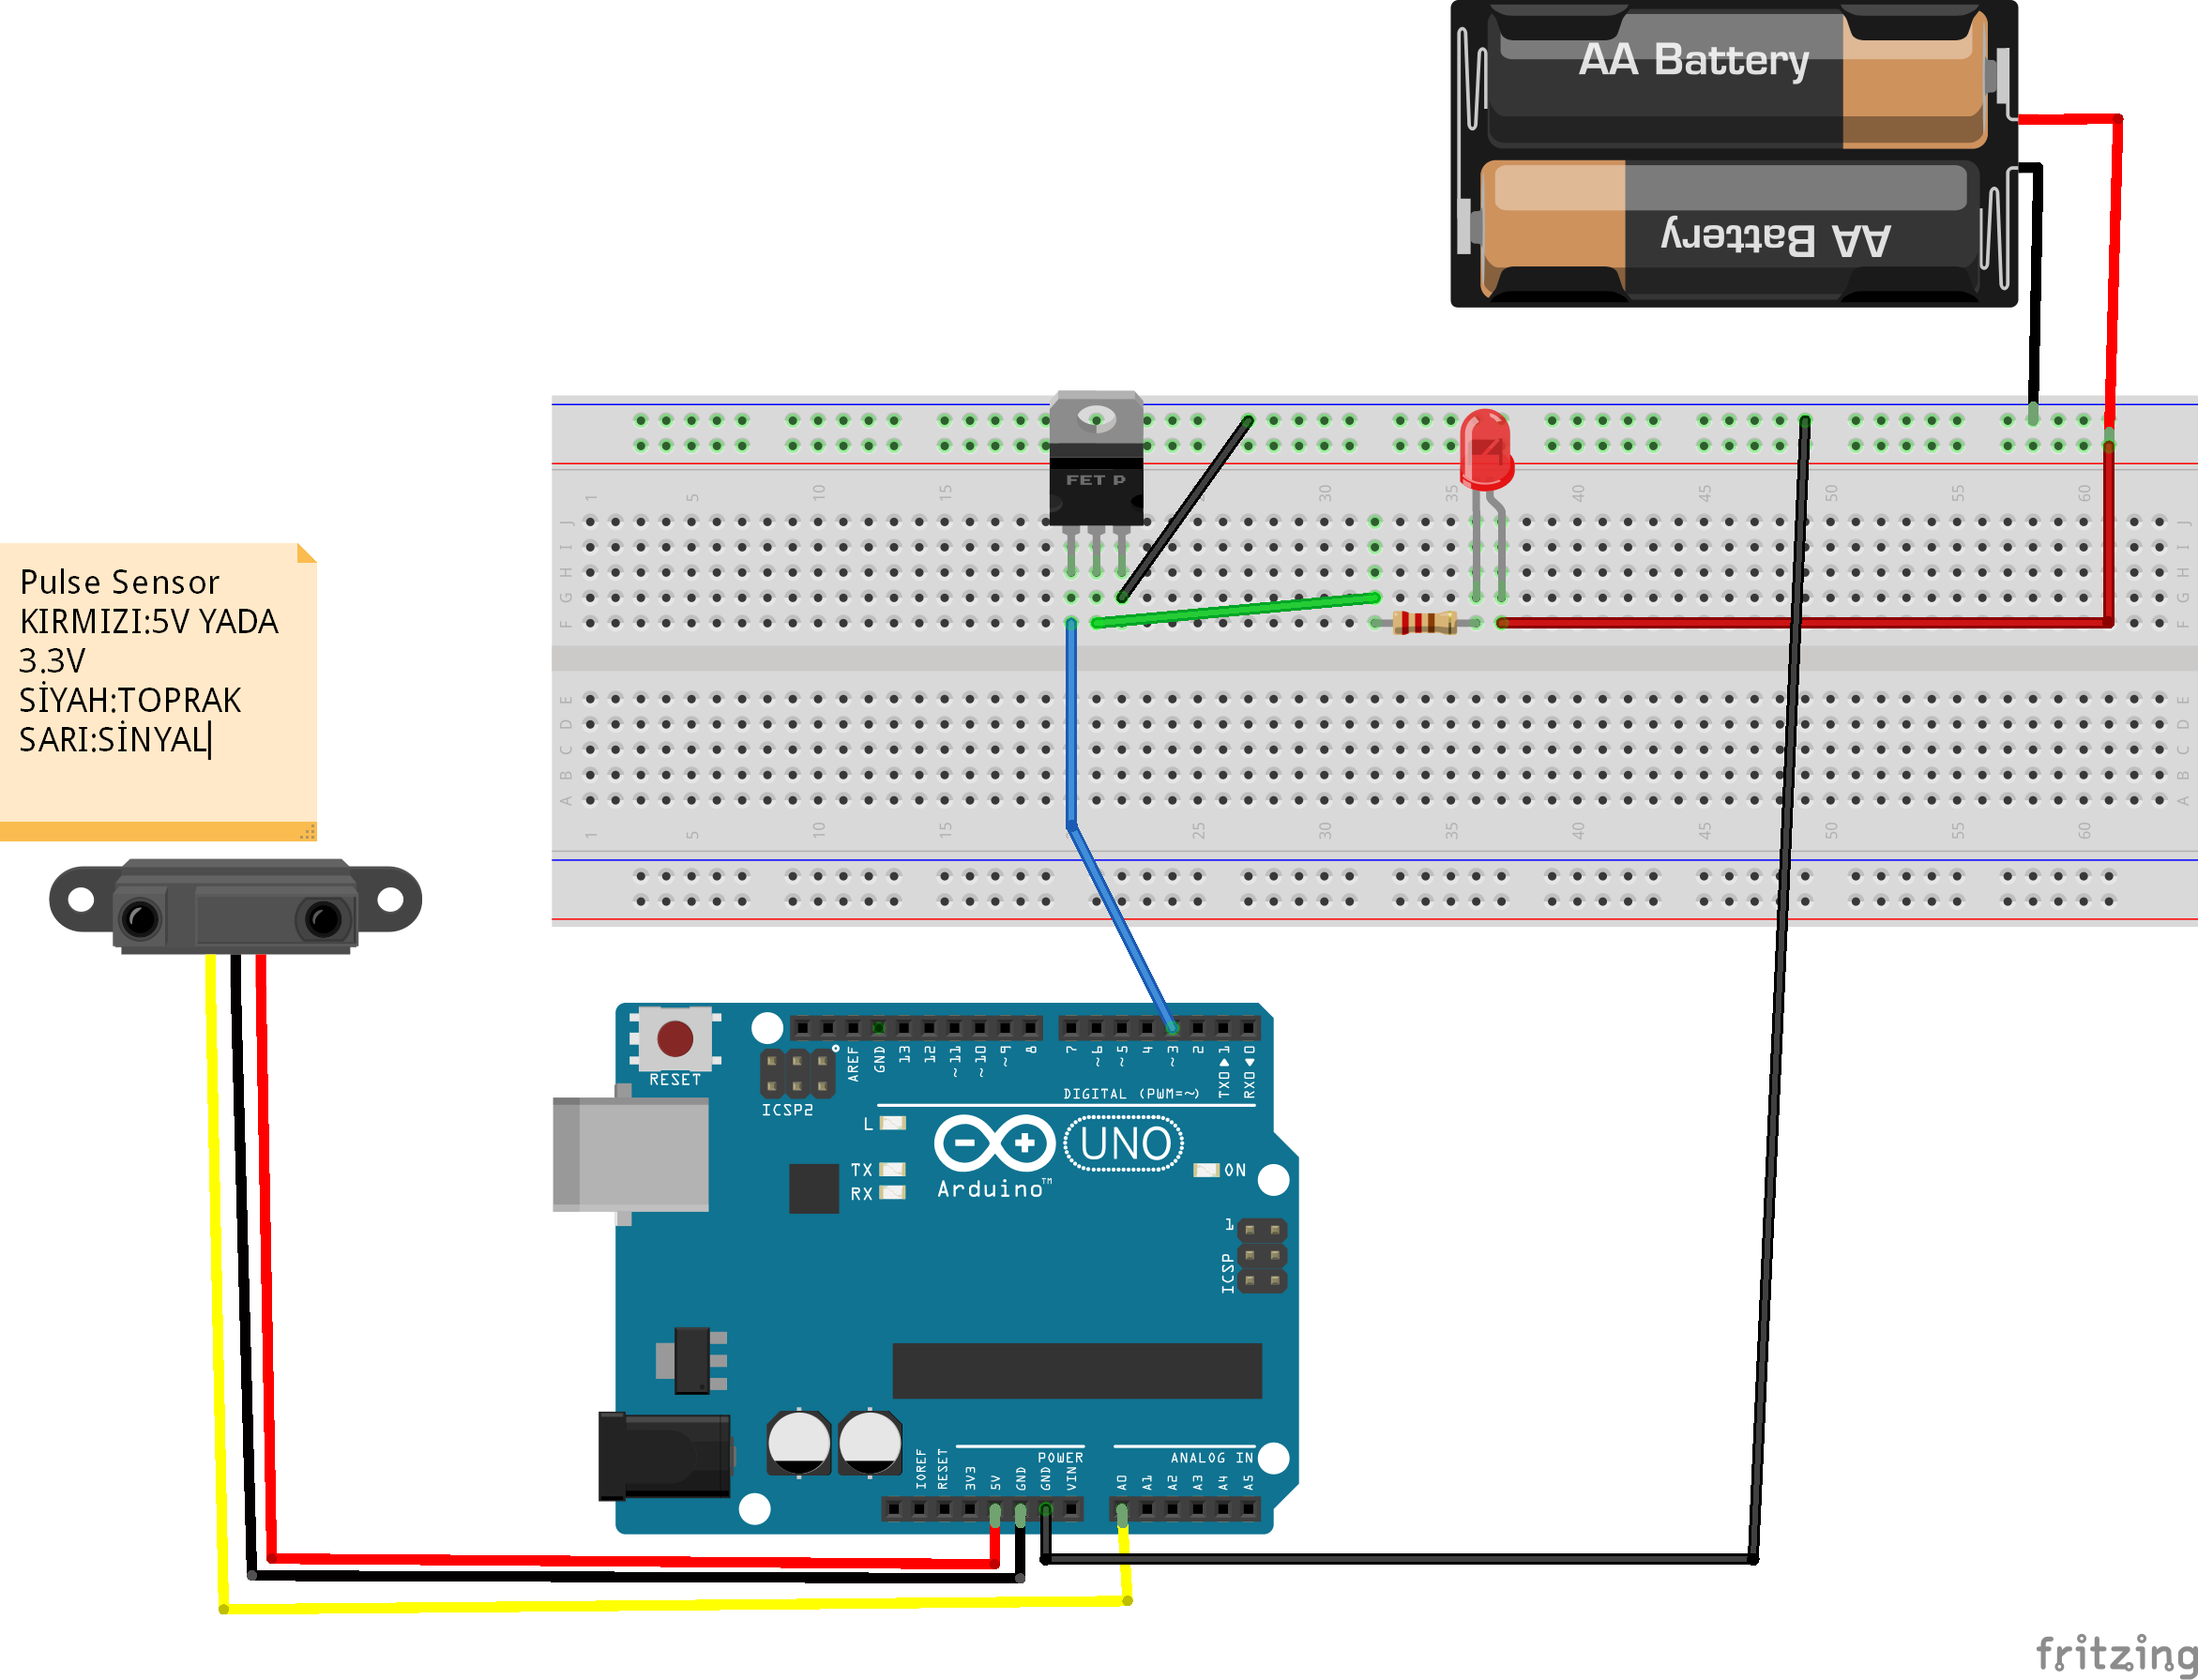 AA Battery
AA Battery
FET P
1 5 10 15 25 30 35 40 45 50 55 60
J J
I I
H H
G G
F F
Pulse Sensor
KIRMIZI:5V YADA
3.3V
SİYAH:TOPRAK
SARI:SİNYAL
E E
D D
C C
B B
A A
1 5 10 15 25 30 35 40 45 50 55 60
RESET
ICSP2
AREF GND 13 12 ~11 ~10 ~9 8 7 ~6 ~5 4 ~3 2 TX0▶1 RX0◀0
DIGITAL (PWM=~)
L
TX
RX
UNO
Arduino™
ON
1
ICSP
POWER
ANALOG IN
IOREF RESET 3V3 5V GND GND VIN A0 A1 A2 A3 A4 A5
fritzing